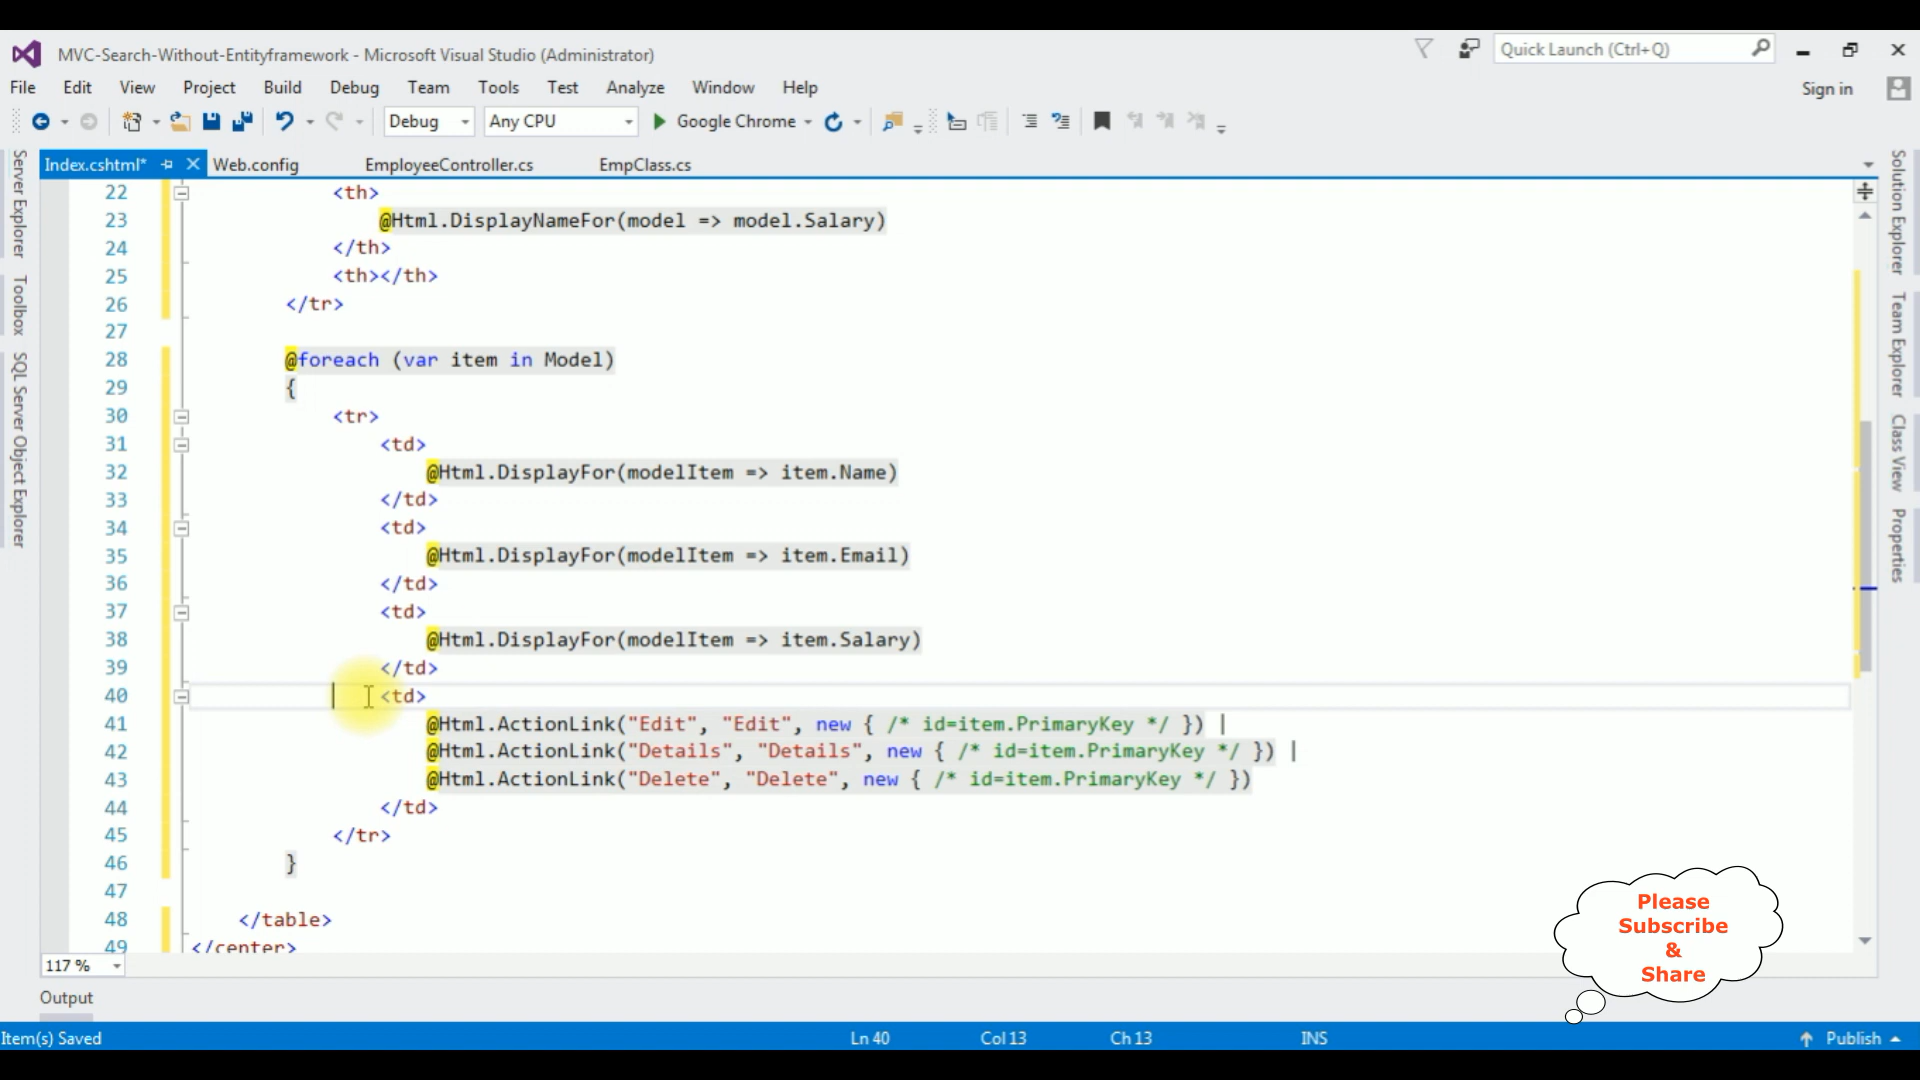 MVC-Search-Without-Entityframework - Microsoft Visual Studio (Administrator)
Quick Launch (Ctrl+Q)
File Edit View Project Build Debug Team Tools Test Analyze Window Help
Sign in
Debug Any CPU Google Chrome
Index.cshtml* Web.config EmployeeController.cs EmpClass.cs
Server Explorer
Toolbox
SQL Server Object Explorer
22 <th>
23 @Html.DisplayNameFor(model => model.Salary)
24 </th>
25 <th></th>
26 </tr>
27
28 @foreach (var item in Model)
29 {
30 <tr>
31 <td>
32 @Html.DisplayFor(modelItem => item.Name)
33 </td>
34 <td>
35 @Html.DisplayFor(modelItem => item.Email)
36 </td>
37 <td>
38 @Html.DisplayFor(modelItem => item.Salary)
39 </td>
40 <td>
41 @Html.ActionLink("Edit", "Edit", new { /* id=item.PrimaryKey */ }) |
42 @Html.ActionLink("Details", "Details", new { /* id=item.PrimaryKey */ }) |
43 @Html.ActionLink("Delete", "Delete", new { /* id=item.PrimaryKey */ })
44 </td>
45 </tr>
46 }
47
48 </table>
49 </center>
Solution Explorer
Team Explorer
Class View
Properties
Please
Subscribe
&
Share
117 %
Output
Item(s) Saved Ln 40 Col 13 Ch 13 INS Publish